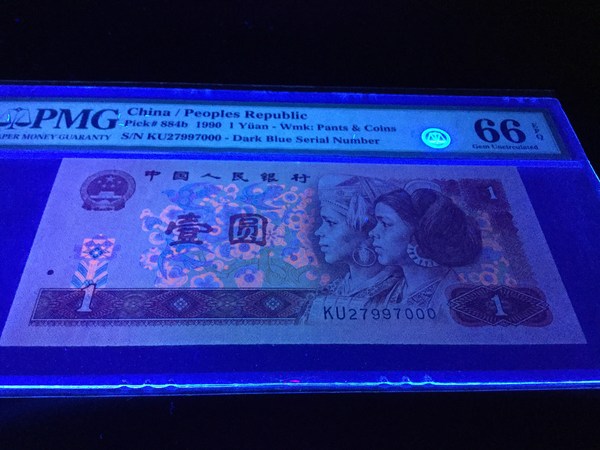 PMG
PAPER MONEY GUARANTY
China / Peoples Republic
Pick# 884b 1990 1 Yüan - Wmk: Pants & Coins
S/N KU27997000 - Dark Blue Serial Number
66 EPQ
Gem Uncirculated
中国人民银行
1
壹圆
1
1
KU27997000